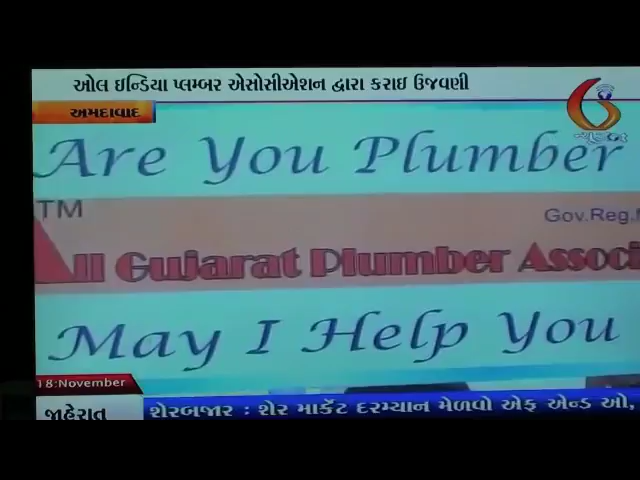 ઓલ ઇન્ડિયા પ્લમ્બર એસોસીએશન દ્વારા કરાઇ ઉજવણી
અમદાવાદ
Are You Plumber
TM
Gov.Reg.
All Gujarat Plumber Associ
May I Help You
18:November
જાહેરાત
શેરબજાર : શેર માર્કેટ દરમ્યાન મેળવો એફ એન્ડ ઓ,